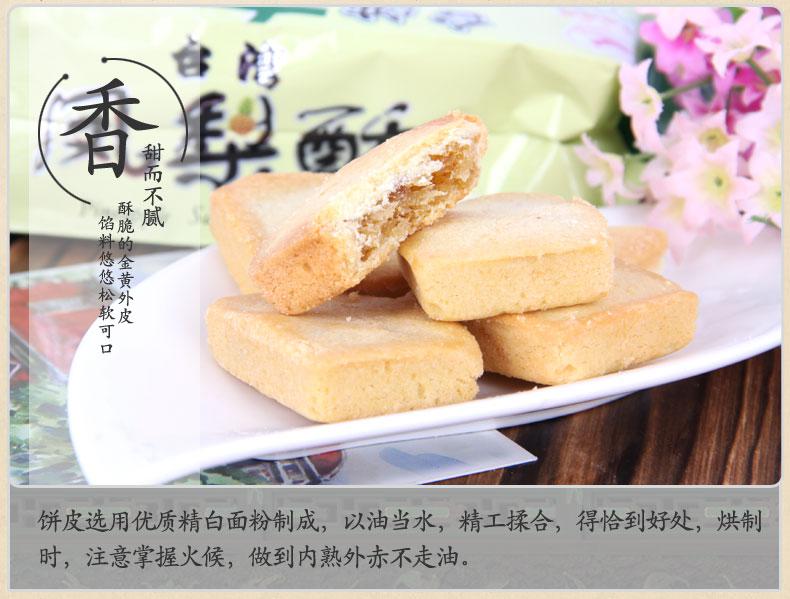 台湾
梨酥
香
甜而不腻
酥脆的金黄外皮
馅料悠悠松软可口
饼皮选用优质精白面粉制成，以油当水，精工揉合，得恰到好处，烘制
时，注意掌握火候，做到内熟外赤不走油。